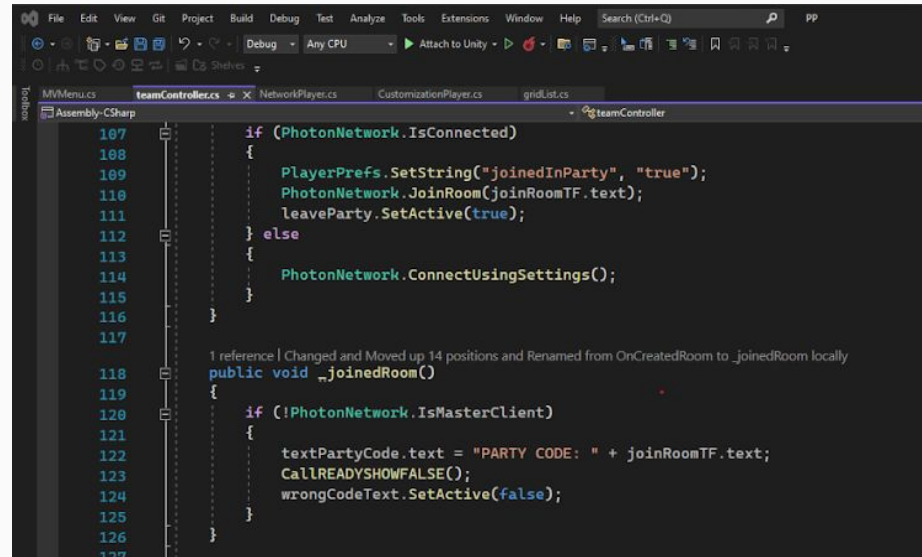 File Edit View Git Project Build Debug Test Analyze Tools Extensions Window Help Search (Ctrl+Q) PP
Debug Any CPU Attach to Unity
Shelves
Toolbox
MVMenu.cs teamController.cs NetworkPlayer.cs CustomizationPlayer.cs gridList.cs
Assembly-CSharp teamController
107 if (PhotonNetwork.IsConnected)
108 {
109 PlayerPrefs.SetString("joinedInParty", "true");
110 PhotonNetwork.JoinRoom(joinRoomTF.text);
111 leaveParty.SetActive(true);
112 } else
113 {
114 PhotonNetwork.ConnectUsingSettings();
115 }
116 }
117
1 reference | Changed and Moved up 14 positions and Renamed from OnCreatedRoom to _joinedRoom locally
118 public void _joinedRoom()
119 {
120 if (!PhotonNetwork.IsMasterClient)
121 {
122 textPartyCode.text = "PARTY CODE: " + joinRoomTF.text;
123 CallREADYSHOWFALSE();
124 wrongCodeText.SetActive(false);
125 }
126 }
127